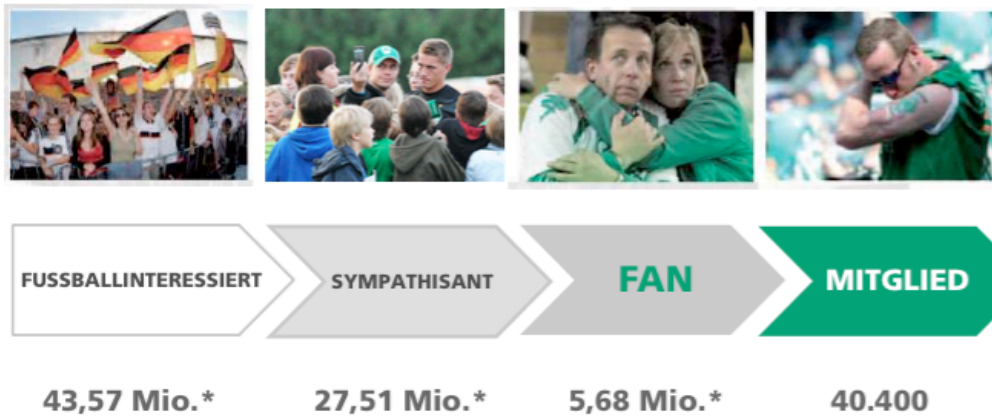 FUSSBALLINTERESSIERT
SYMPATHISANT
FAN
MITGLIED
43,57 Mio.*
27,51 Mio.*
5,68 Mio.*
40.400